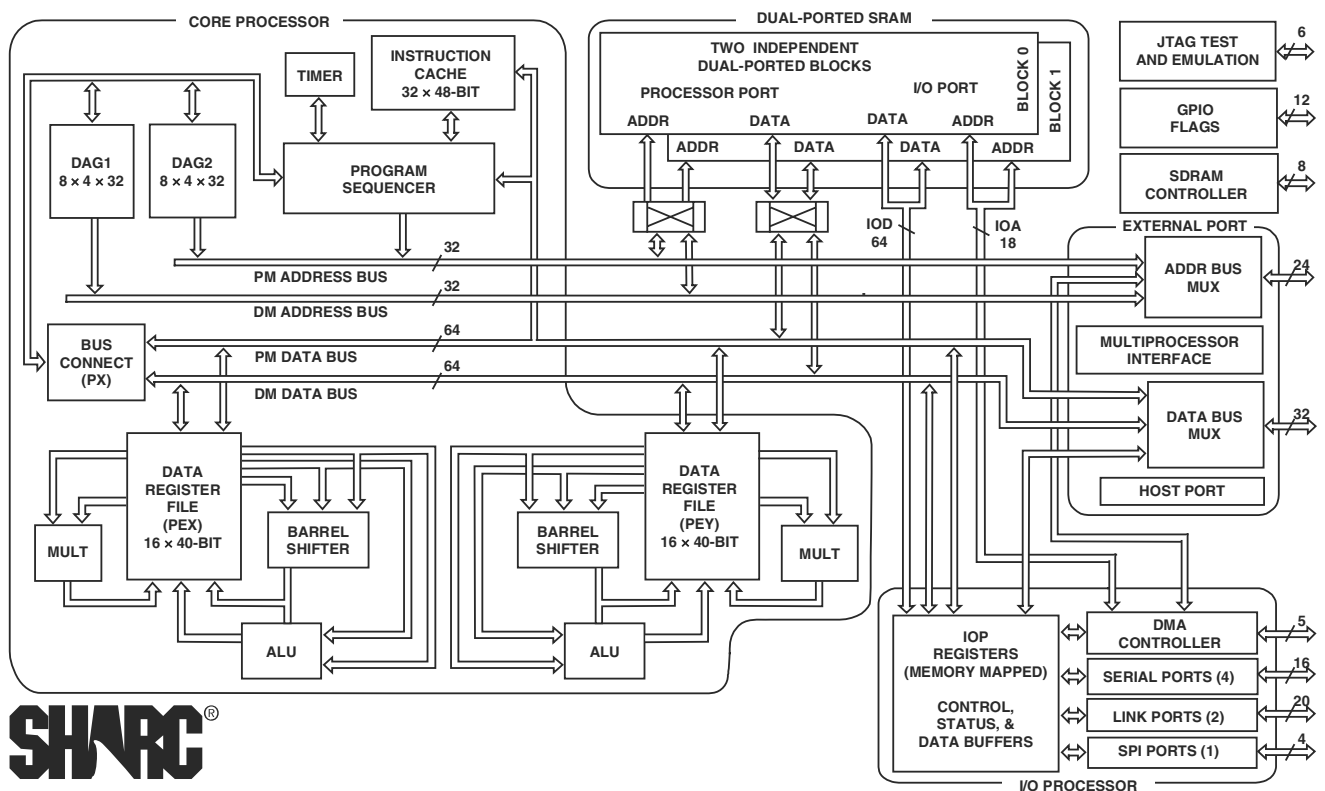 CORE PROCESSOR
TIMER
INSTRUCTION
CACHE
32 × 48-BIT
DAG1
8 × 4 × 32
DAG2
8 × 4 × 32
PROGRAM
SEQUENCER
DUAL-PORTED SRAM
TWO INDEPENDENT
DUAL-PORTED BLOCKS
PROCESSOR PORT
I/O PORT
BLOCK 0
BLOCK 1
ADDR
DATA
DATA
ADDR
ADDR
DATA
DATA
ADDR
JTAG TEST
AND EMULATION
6
GPIO
FLAGS
12
SDRAM
CONTROLLER
8
IOD
64
IOA
18
EXTERNAL PORT
ADDR BUS
MUX
24
MULTIPROCESSOR
INTERFACE
DATA BUS
MUX
32
HOST PORT
32
PM ADDRESS BUS
32
DM ADDRESS BUS
BUS
CONNECT
(PX)
64
PM DATA BUS
64
DM DATA BUS
MULT
DATA
REGISTER
FILE
(PEX)
16 × 40-BIT
BARREL
SHIFTER
ALU
BARREL
SHIFTER
DATA
REGISTER
FILE
(PEY)
16 × 40-BIT
MULT
ALU
IOP
REGISTERS
(MEMORY MAPPED)
CONTROL,
STATUS, &
DATA BUFFERS
DMA
CONTROLLER
5
SERIAL PORTS (4)
16
LINK PORTS (2)
20
SPI PORTS (1)
4
I/O PROCESSOR
SHARC®